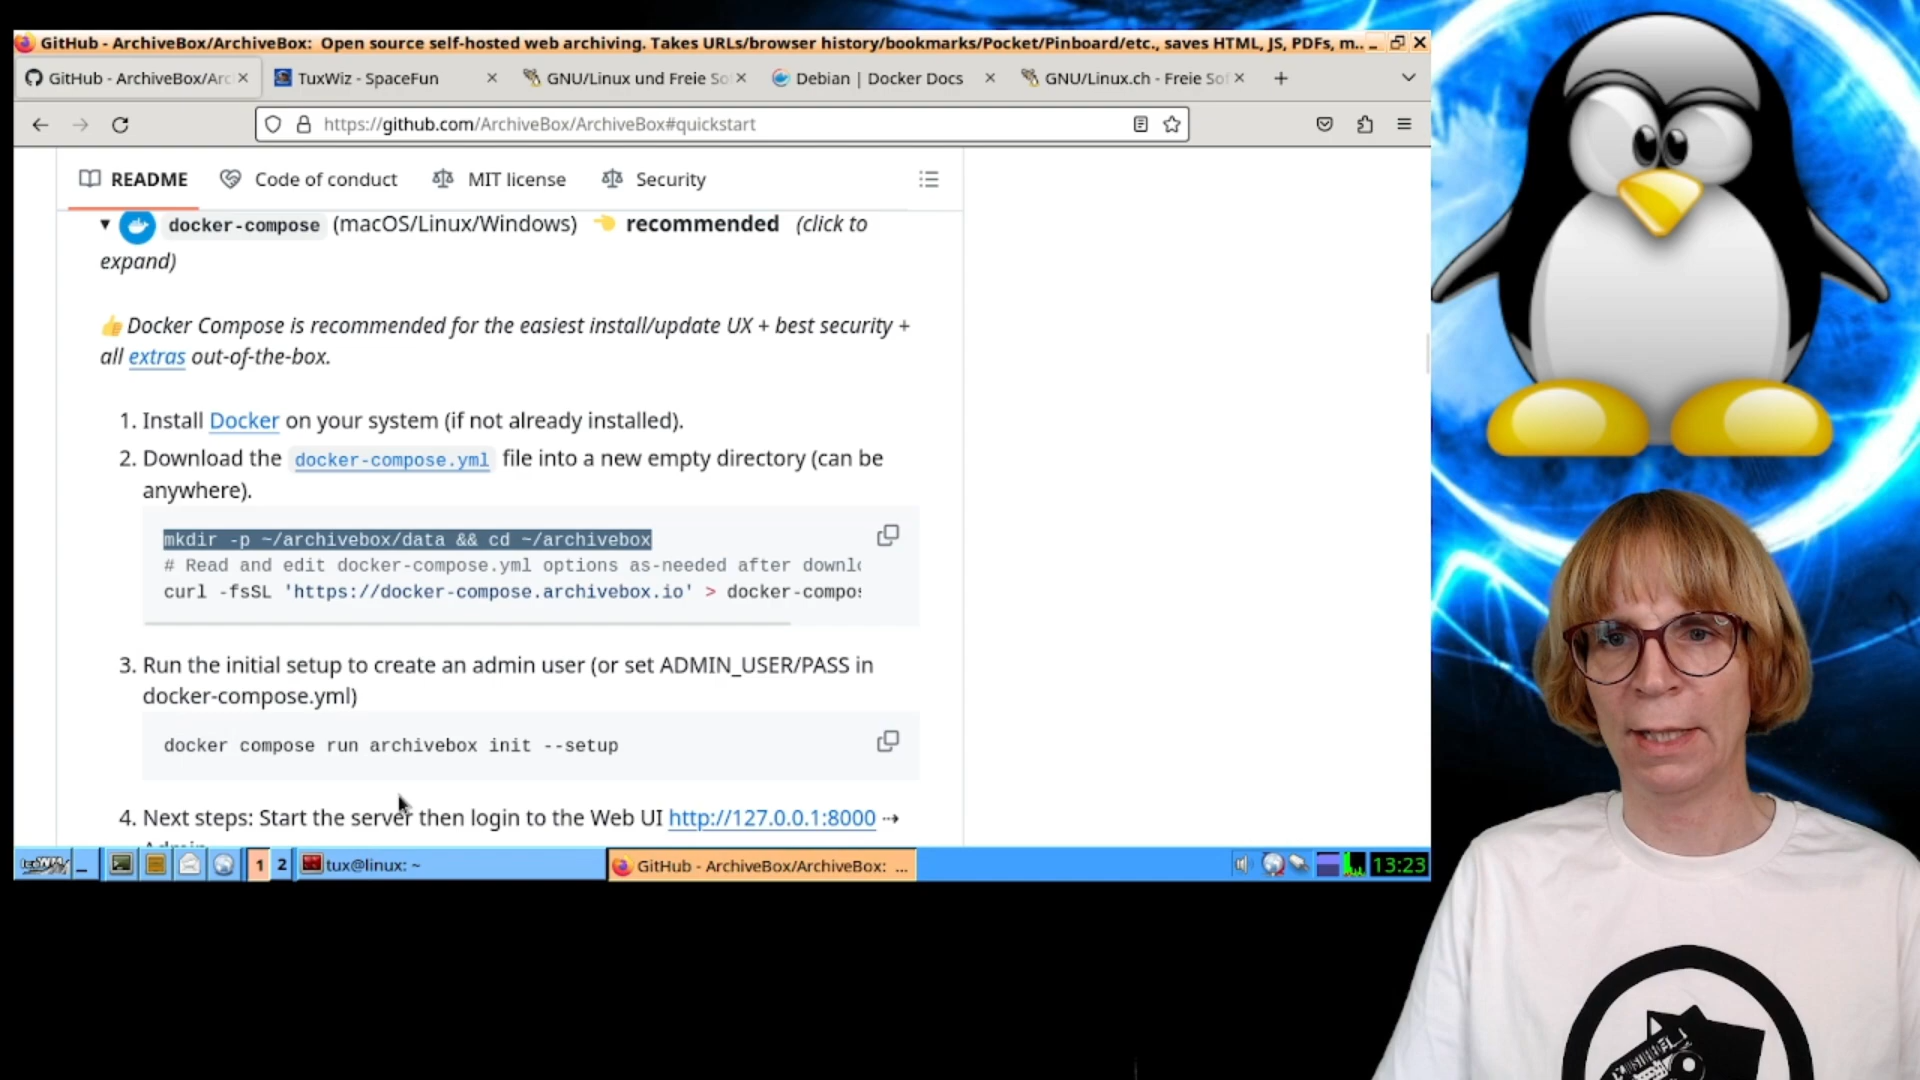 GitHub - ArchiveBox/ArchiveBox: Open source self-hosted web archiving. Takes URLs/browser history/bookmarks/Pocket/Pinboard/etc., saves HTML, JS, PDFs, m..
GitHub - ArchiveBox/Arc
TuxWiz - SpaceFun
GNU/Linux und Freie So
Debian | Docker Docs
GNU/Linux.ch - Freie Sof
https://github.com/ArchiveBox/ArchiveBox#quickstart
README
Code of conduct
MIT license
Security
docker-compose (macOS/Linux/Windows) 👈 recommended (click to
expand)
👍Docker Compose is recommended for the easiest install/update UX + best security +
all extras out-of-the-box.
1. Install Docker on your system (if not already installed).
2. Download the docker-compose.yml file into a new empty directory (can be
anywhere).
mkdir -p ~/archivebox/data && cd ~/archivebox
# Read and edit docker-compose.yml options as-needed after downlo
curl -fsSL 'https://docker-compose.archivebox.io' > docker-compos
3. Run the initial setup to create an admin user (or set ADMIN_USER/PASS in
docker-compose.yml)
docker compose run archivebox init --setup
4. Next steps: Start the server then login to the Web UI http://127.0.0.1:8000 ⇢
Admin
1
2
tux@linux: ~
GitHub - ArchiveBox/ArchiveBox: ...
13:23